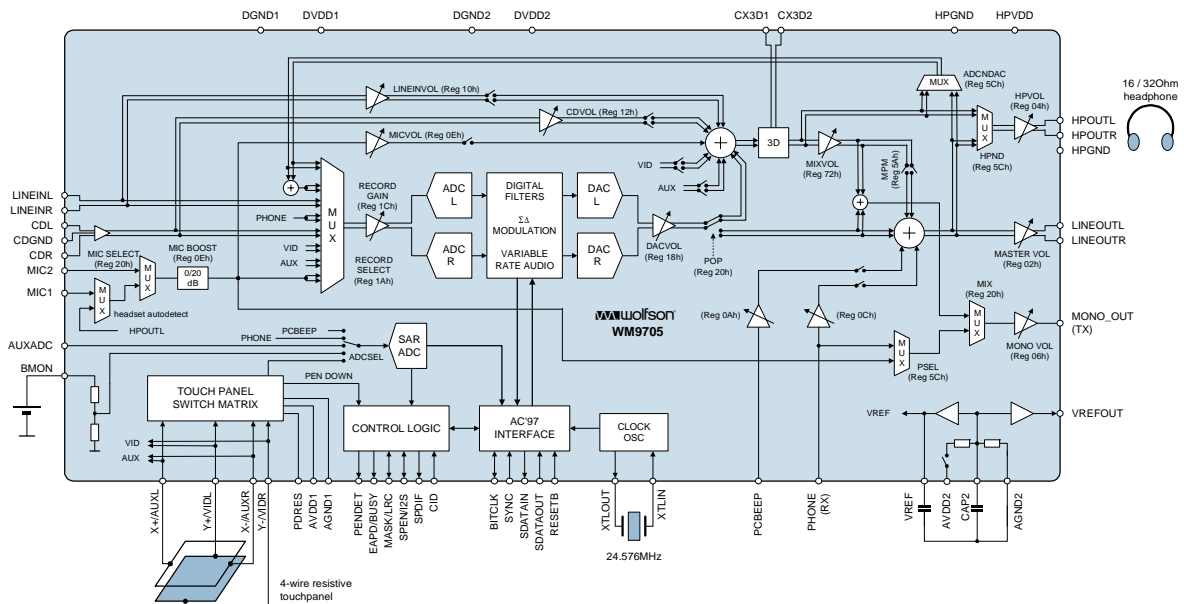 DGND1
DVDD1
DGND2
DVDD2
CX3D1
CX3D2
HPGND
HPVDD
LINEINVOL (Reg 10h)
CDVOL (Reg 12h)
MICVOL (Reg 0Eh)
VID
AUX
3D
MIXVOL
(Reg 72h)
MUX
ADCNDAC
(Reg 5Ch)
HPVOL
(Reg 04h)
MUX
HPND
(Reg 5Ch)
MPM
(Reg 5Ah)
16 / 32Ohm
headphone
HPOUTL
HPOUTR
HPGND
LINEINL
LINEINR
CDL
CDGND
CDR
MIC2
MIC1
AUXADC
BMON
PHONE
VID
AUX
MUX
RECORD
GAIN
(Reg 1Ch)
RECORD
SELECT
(Reg 1Ah)
ADC
L
ADC
R
DIGITAL
FILTERS
ΣΔ
MODULATION
VARIABLE
RATE AUDIO
DAC
L
DAC
R
DACVOL
(Reg 18h)
POP
(Reg 20h)
LINEOUTL
LINEOUTR
MASTER VOL
(Reg 02h)
MIC SELECT
(Reg 20h)
MIC BOOST
(Reg 0Eh)
MUX
0/20
dB
MUX
headset autodetect
HPOUTL
wolfson
WM9705
(Reg 0Ah)
(Reg 0Ch)
MIX
(Reg 20h)
MUX
MONO_OUT
(TX)
MONO VOL
(Reg 06h)
MUX
PSEL
(Reg 5Ch)
PCBEEP
PHONE
ADCSEL
SAR
ADC
TOUCH PANEL
SWITCH MATRIX
PEN DOWN
CONTROL LOGIC
AC'97
INTERFACE
CLOCK
OSC
VREF
VREFOUT
VID
AUX
X+/AUXL
Y+/VIDL
X-/AUXR
Y-/VIDR
PDRES
AVDD1
AGND1
PENDET
EAPD/BUSY
MASK/LRC
SPEN/I2S
SPDIF
CID
BITCLK
SYNC
SDATAIN
SDATAOUT
RESETB
XTLOUT
XTLIN
24.576MHz
PCBEEP
PHONE
(RX)
VREF
AVDD2
CAP2
AGND2
4-wire resistive
touchpanel